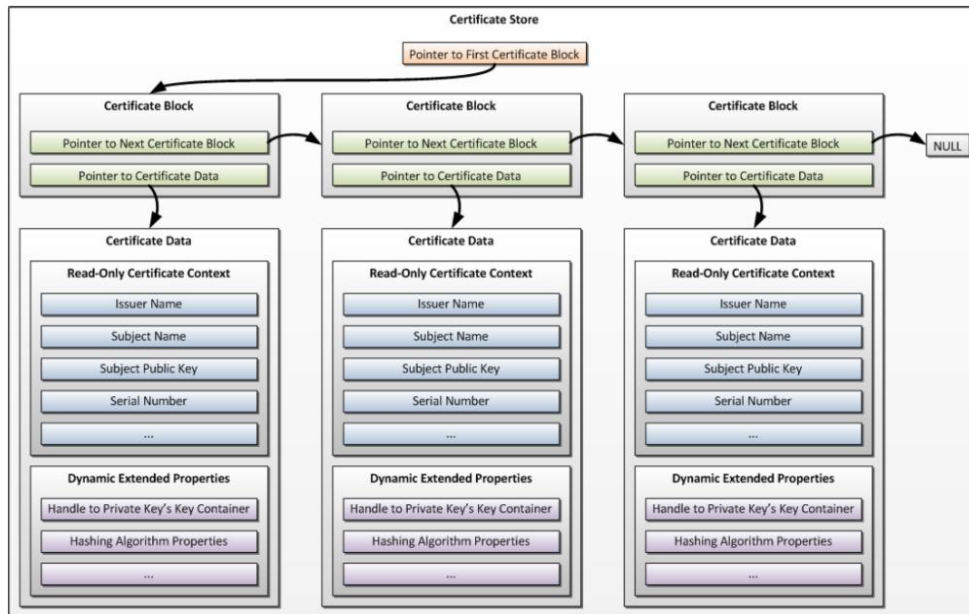 Certificate Store
Pointer to First Certificate Block
Certificate Block
Pointer to Next Certificate Block
Pointer to Certificate Data
Certificate Block
Pointer to Next Certificate Block
Pointer to Certificate Data
Certificate Block
Pointer to Next Certificate Block
Pointer to Certificate Data
NULL
Certificate Data
Read-Only Certificate Context
Issuer Name
Subject Name
Subject Public Key
Serial Number
...
Dynamic Extended Properties
Handle to Private Key's Key Container
Hashing Algorithm Properties
...
Certificate Data
Read-Only Certificate Context
Issuer Name
Subject Name
Subject Public Key
Serial Number
...
Dynamic Extended Properties
Handle to Private Key's Key Container
Hashing Algorithm Properties
...
Certificate Data
Read-Only Certificate Context
Issuer Name
Subject Name
Subject Public Key
Serial Number
...
Dynamic Extended Properties
Handle to Private Key's Key Container
Hashing Algorithm Properties
...